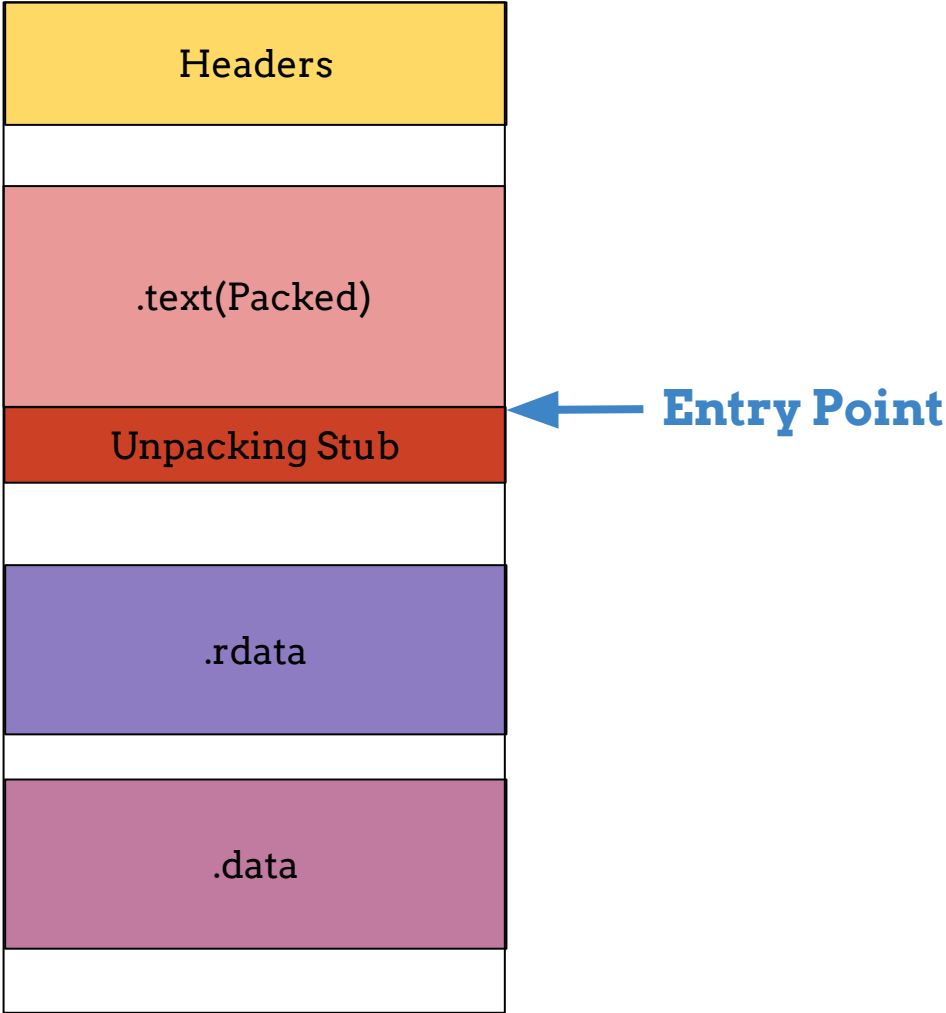 Headers
.text(Packed)
Entry Point
Unpacking Stub
.rdata
.data